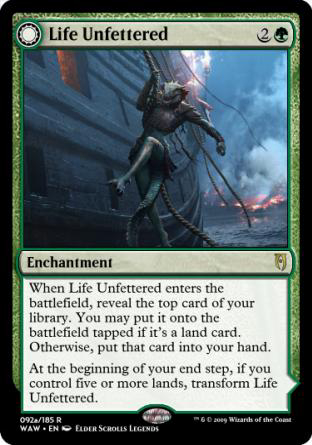 Life Unfettered 2
Enchantment
When Life Unfettered enters the
battlefield, reveal the top card of your
library. You may put it onto the
battlefield tapped if it's a land card.
Otherwise, put that card into your hand.
At the beginning of your end step, if you
control five or more lands, transform Life
Unfettered.
092a/185 R
WAW • EN Elder Scrolls Legends
™ & © 2019 Wizards of the Coast